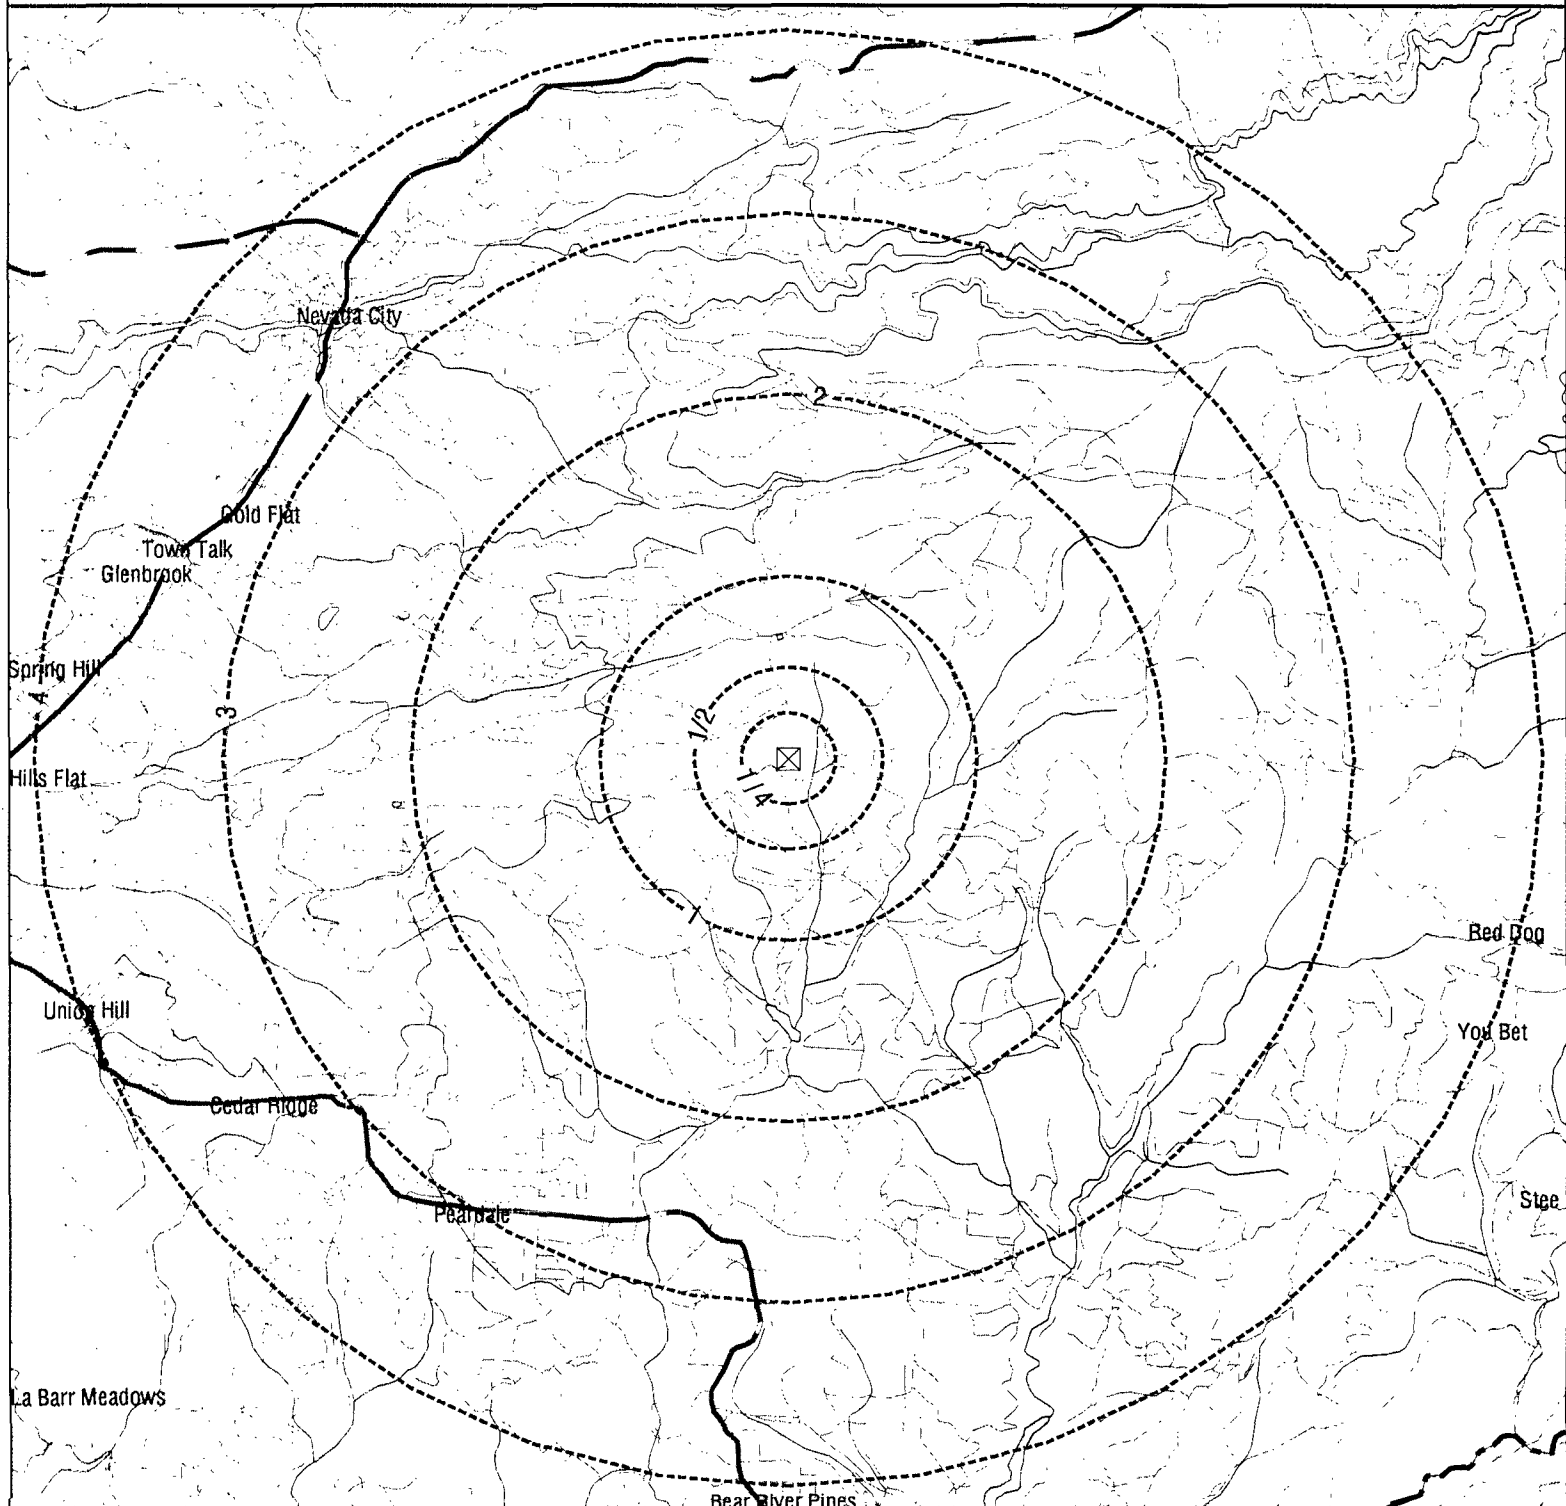 Nevada City
2
Gold Flat
Town Talk
Glenbrook
Spring Hill
4
3
1/2
Hills Flat
1/4
1
Red Dog
Union Hill
You Bet
Cedar Ridge
Stee
Peardale
La Barr Meadows
Bear River Pines